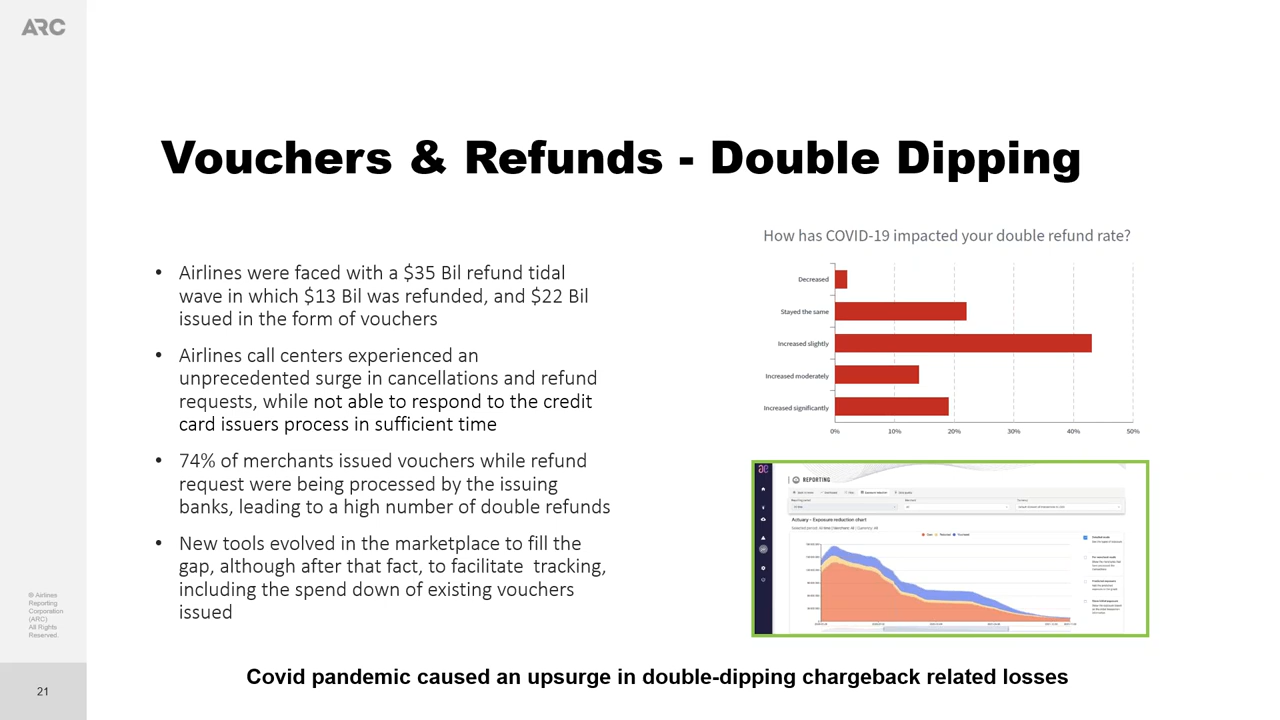 ARC
Vouchers & Refunds - Double Dipping
• Airlines were faced with a $35 Bil refund tidal
wave in which $13 Bil was refunded, and $22 Bil
issued in the form of vouchers
• Airlines call centers experienced an
unprecedented surge in cancellations and refund
requests, while not able to respond to the credit
card issuers process in sufficient time
• 74% of merchants issued vouchers while refund
request were being processed by the issuing
banks, leading to a high number of double refunds
• New tools evolved in the marketplace to fill the
gap, although after that fact, to facilitate tracking,
including the spend down of existing vouchers
issued
How has COVID-19 impacted your double refund rate?
Decreased
Stayed the same
Increased slightly
Increased moderately
Increased significantly
0% 10% 20% 30% 40% 50%
æ
REPORTING
Actuary - Exposure reduction chart
Covid pandemic caused an upsurge in double-dipping chargeback related losses
© Airlines
Reporting
Corporation
(ARC)
All Rights
Reserved.
21